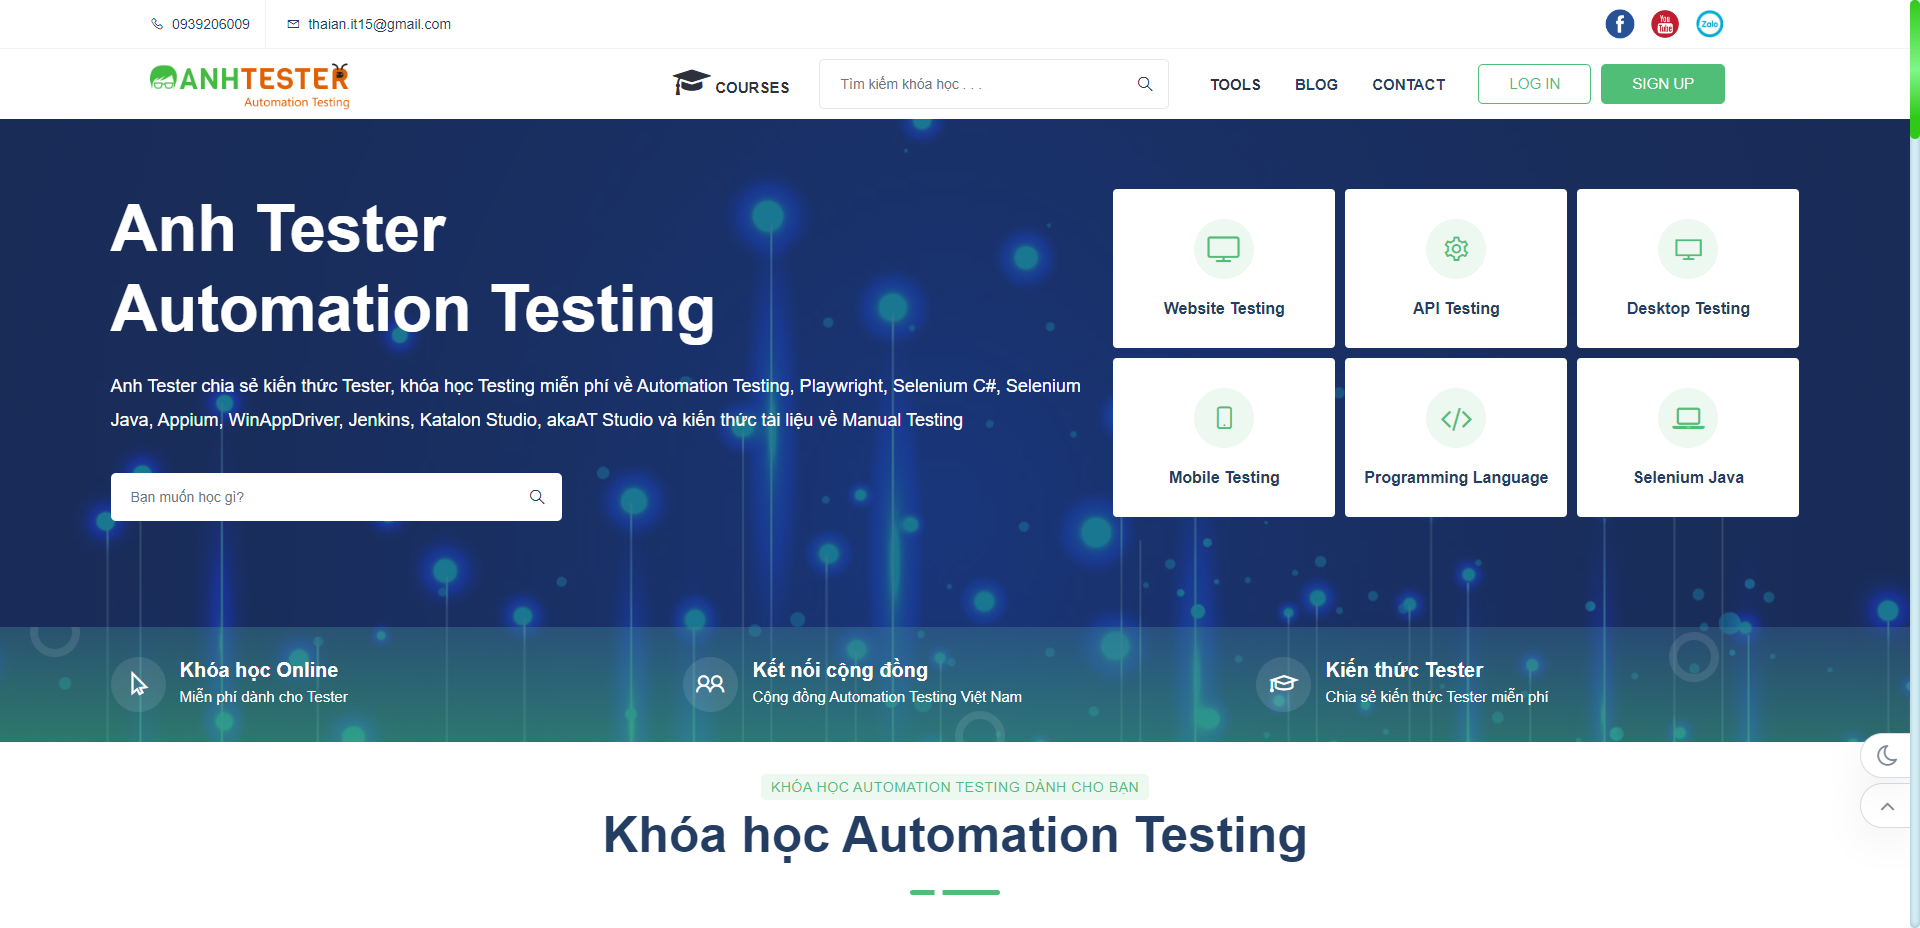 0939206009
thaian.it15@gmail.com
You
Tube
Zalo
ANHTESTER
Automation Testing
COURSES
Tìm kiếm khóa học . . .
TOOLS
BLOG
CONTACT
LOG IN
SIGN UP
Anh Tester
Automation Testing
Anh Tester chia sẻ kiến thức Tester, khóa học Testing miễn phí về Automation Testing, Playwright, Selenium C#, Selenium
Java, Appium, WinAppDriver, Jenkins, Katalon Studio, akaAT Studio và kiến thức tài liệu về Manual Testing
Bạn muốn học gì?
Website Testing
API Testing
Desktop Testing
Mobile Testing
Programming Language
Selenium Java
Khóa học Online
Miễn phí dành cho Tester
Kết nối cộng đồng
Cộng đồng Automation Testing Việt Nam
Kiến thức Tester
Chia sẻ kiến thức Tester miễn phí
KHÓA HỌC AUTOMATION TESTING DÀNH CHO BẠN
Khóa học Automation Testing